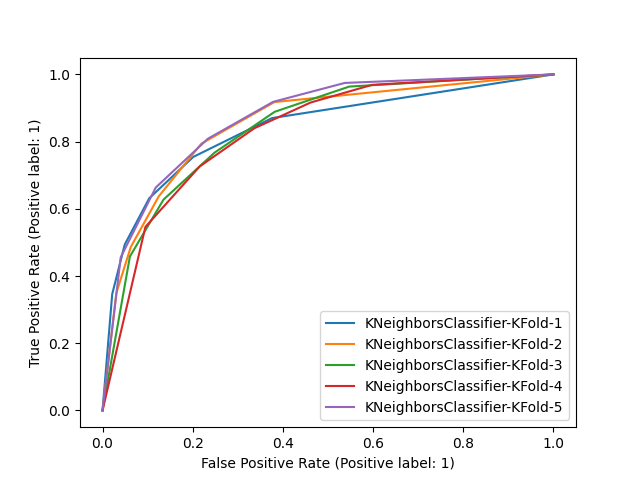 1.0
0.8
0.6
0.4
0.2
0.0
True Positive Rate (Positive label: 1)
KNeighborsClassifier-KFold-1
KNeighborsClassifier-KFold-2
KNeighborsClassifier-KFold-3
KNeighborsClassifier-KFold-4
KNeighborsClassifier-KFold-5
0.0 0.2 0.4 0.6 0.8 1.0
False Positive Rate (Positive label: 1)